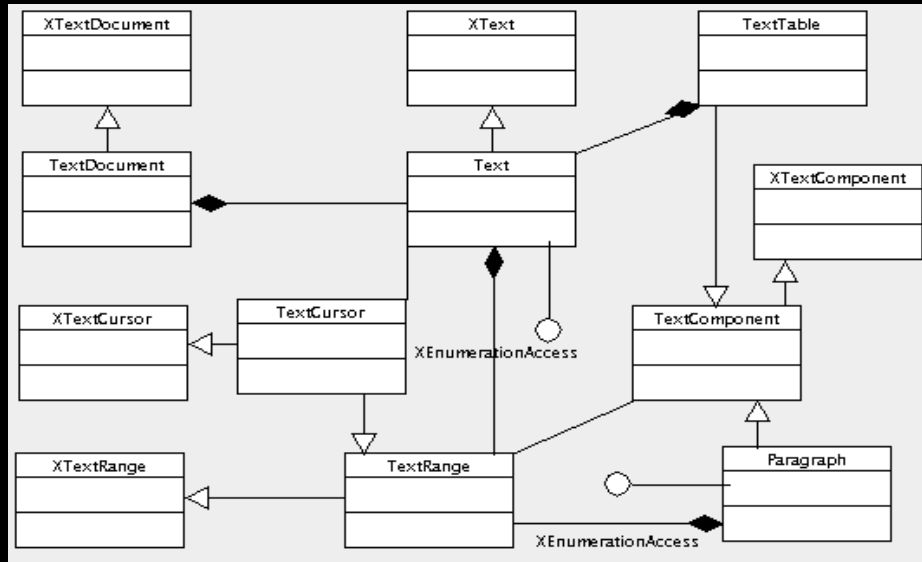 XTextDocument
XText
TextTable
TextDocument
Text
XTextComponent
XTextCursor
TextCursor
TextComponent
XEnumerationAccess
XTextRange
TextRange
Paragraph
XEnumerationAccess